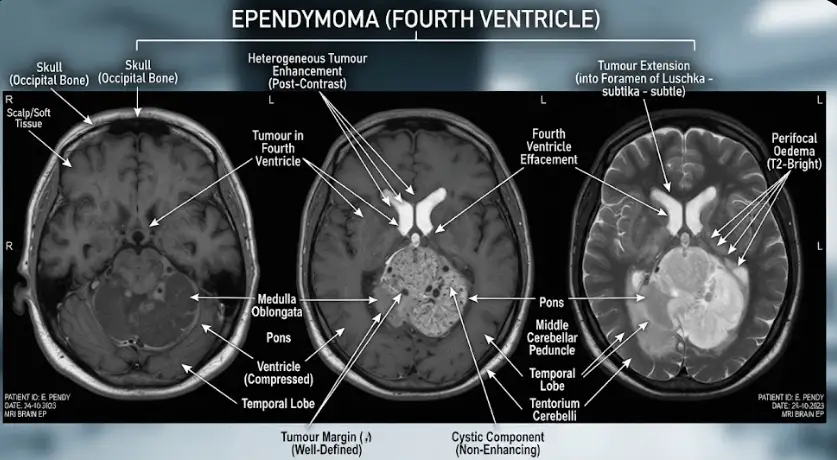 EPENDYMOMA (FOURTH VENTRICLE)
Skull
(Occipital Bone)
Skull
(Occipital Bone)
Heterogeneous Tumour
Enhancement
(Post-Contrast)
Tumour Extension
(into Foramen of Luschka -
subtika - subtle)
R
L
L
L
Scalp/Soft
Tissue
Tumour in
Fourth
Ventricle
Fourth
Ventricle
Effacement
Perifocal
Oedema
(T2-Bright)
R
L
Medulla
Oblongata
Pons
Ventricle
(Compressed)
Temporal Lobe
Pons
Middle
Cerebellar
Peduncle
Temporal
Lobe
Tentorium
Cerebelli
PATIENT ID: E. PENDY
DATE:
MRI BRAIN EP
PATIENT ID: E. PENDY
DATE:
MRI BRAIN EP
Tumour Margin
(Well-Defined)
Cystic Component
(Non-Enhancing)